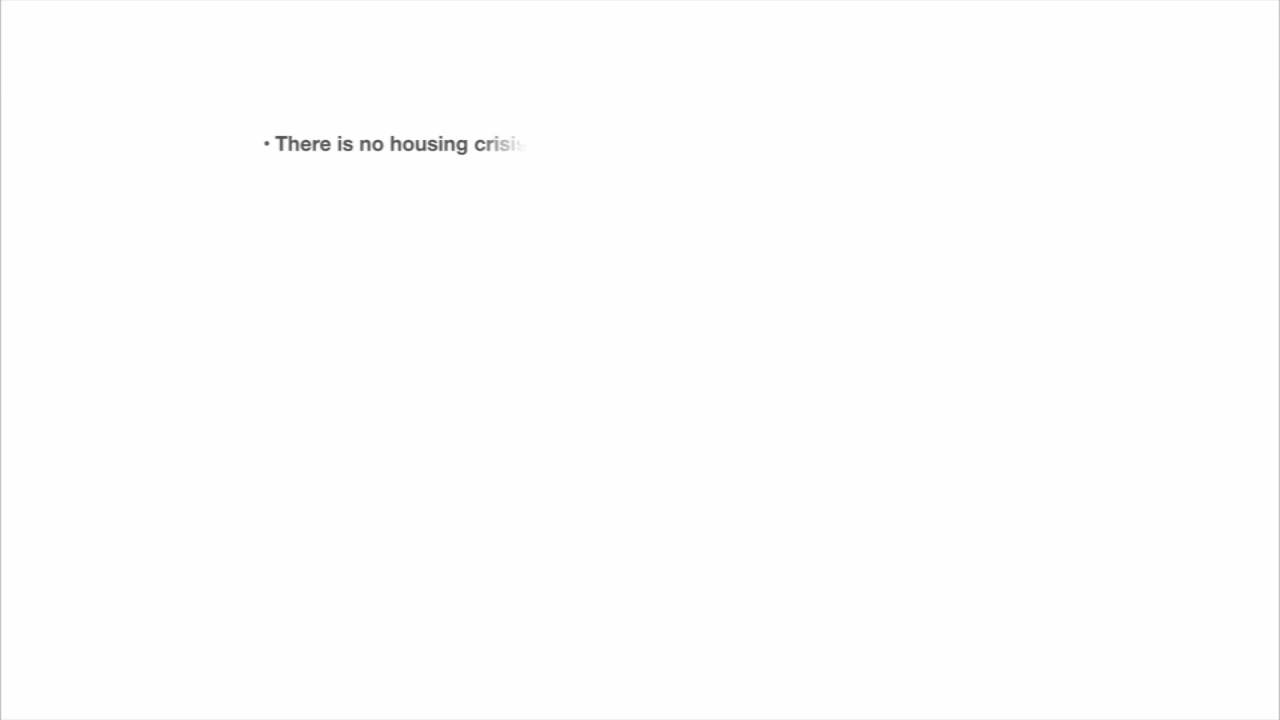 • There is no housing crisis